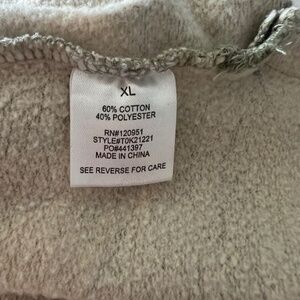 XL
60% COTTON
40% POLYESTER
RN#120951
STYLE#T0K21221
PO#441397
MADE IN CHINA
SEE REVERSE FOR CARE